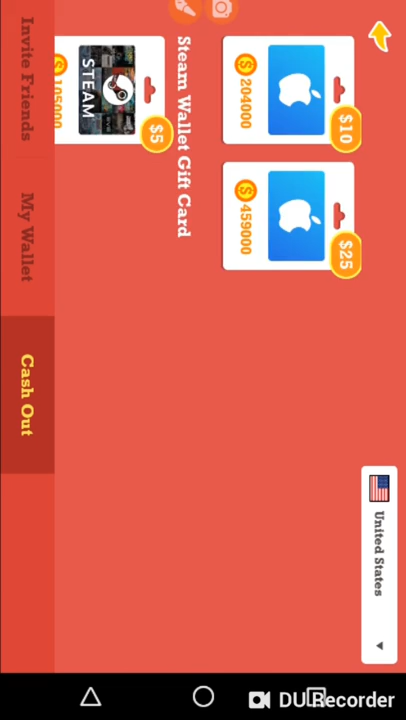 United States
$10
204000
$25
459000
Steam Wallet Gift Card
$5
STEAM
105000
Invite Friends
My Wallet
Cash Out
DU Recorder